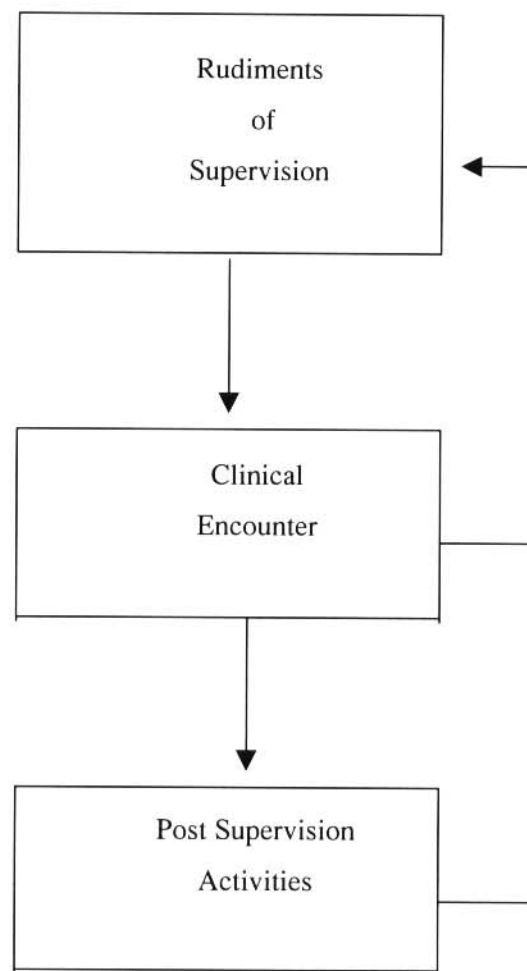 Rudiments
of
Supervision
Clinical
Encounter
Post Supervision
Activities